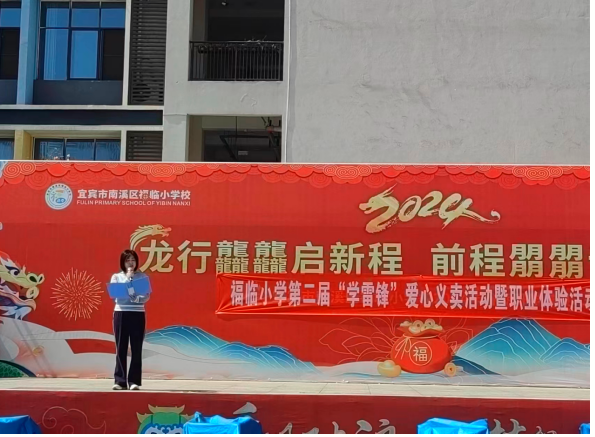 宜宾市南溪区福临小学校
FULIN PRIMARY SCHOOL OF YIBIN NANXI
2024
龙行龘龘启新程 前程朤朤
福临小学第二届“学雷锋”爱心义卖活动暨职业体验活动
福